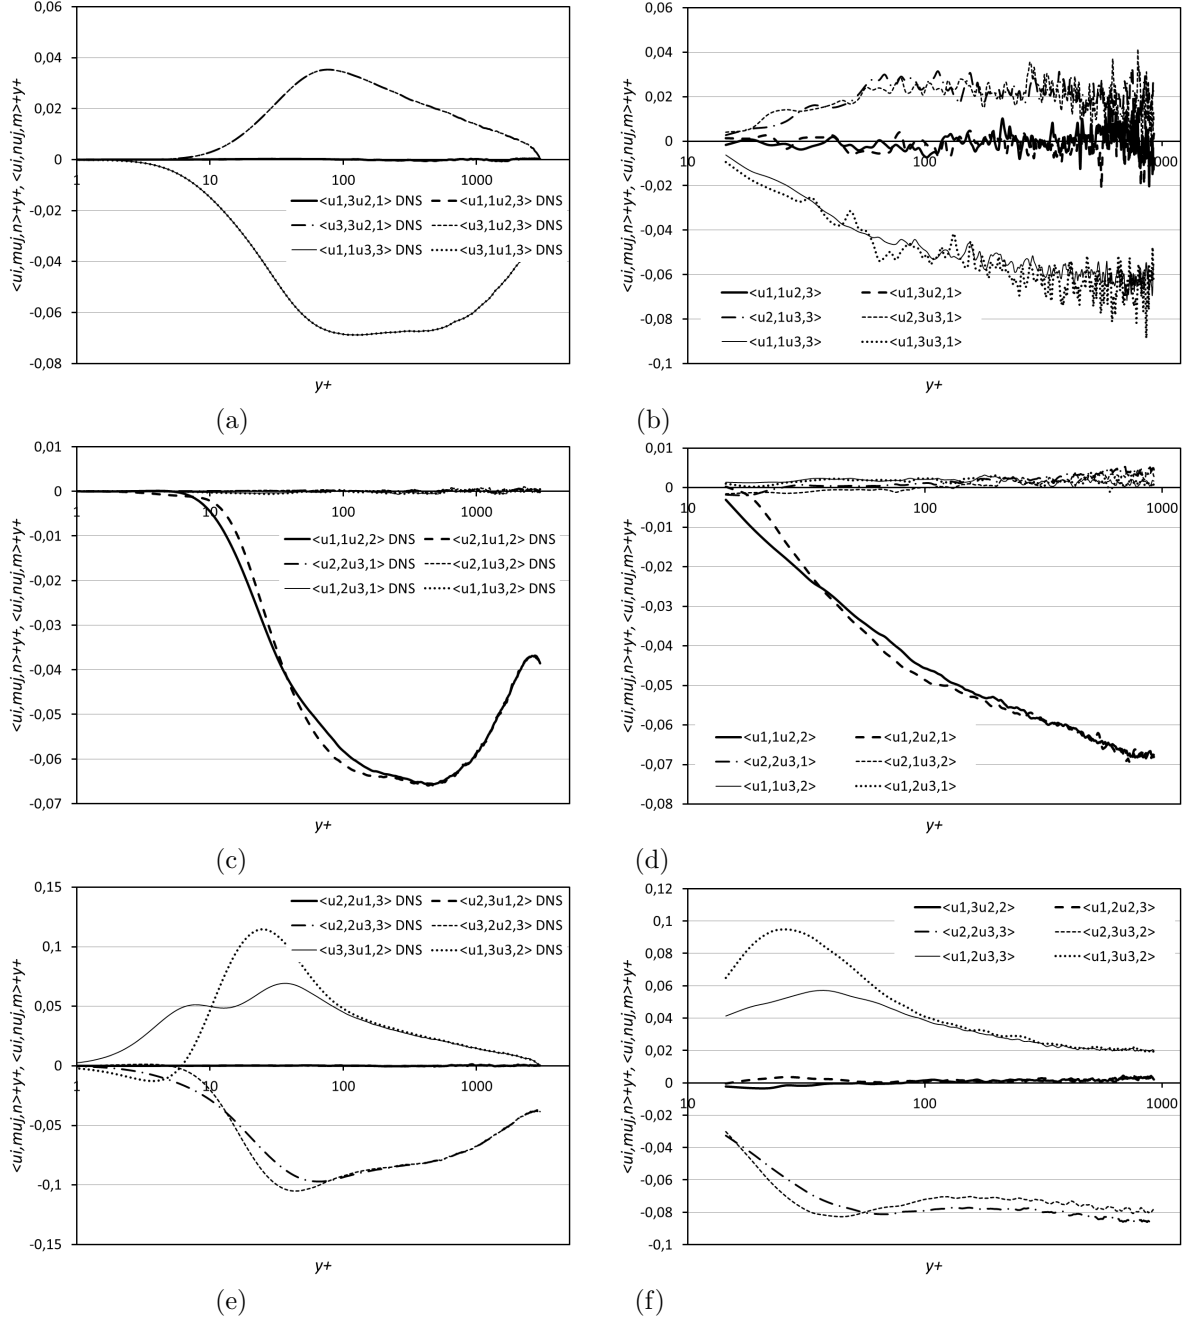 0,06
0,04
0,02
0
-0,02
-0,04
-0,06
-0,08
1
10
100
1000
<ui,muj,n>+y+, <ui,nuj,m>+y+
y+
<u1,3u2,1> DNS <u1,1u2,3> DNS
<u3,3u2,1> DNS <u3,1u2,3> DNS
<u1,1u3,3> DNS <u3,1u1,3> DNS
(a)
0,06
0,04
0,02
0
-0,02
-0,04
-0,06
-0,08
-0,1
10
100
1000
<ui,muj,n>+y+, <ui,nuj,m>+y+
y+
<u1,1u2,3> <u1,3u2,1>
<u2,1u3,3> <u2,3u3,1>
<u1,1u3,3> <u1,3u3,1>
(b)
0,01
0
-0,01
-0,02
-0,03
-0,04
-0,05
-0,06
-0,07
1
10
100
1000
<ui,muj,n>+y+, <ui,nuj,m>+y+
y+
<u1,1u2,2> DNS <u2,1u1,2> DNS
<u2,2u3,1> DNS <u2,1u3,2> DNS
<u1,2u3,1> DNS <u1,1u3,2> DNS
(c)
0,01
0
-0,01
-0,02
-0,03
-0,04
-0,05
-0,06
-0,07
-0,08
10
100
1000
<ui,muj,n>+y+, <ui,nuj,m>+y+
y+
<u1,1u2,2> <u1,2u2,1>
<u2,2u3,1> <u2,1u3,2>
<u1,1u3,2> <u1,2u3,1>
(d)
0,15
0,1
0,05
0
-0,05
-0,1
-0,15
1
10
100
1000
<ui,muj,n>+y+, <ui,nuj,m>+y+
y+
<u2,2u1,3> DNS <u2,3u1,2> DNS
<u2,2u3,3> DNS <u3,2u2,3> DNS
<u3,3u1,2> DNS <u1,3u3,2> DNS
(e)
0,12
0,1
0,08
0,06
0,04
0,02
0
-0,02
-0,04
-0,06
-0,08
-0,1
10
100
1000
<ui,muj,n>+y+, <ui,nuj,m>+y+
y+
<u1,3u2,2> <u1,2u2,3>
<u2,2u3,3> <u2,3u3,2>
<u1,2u3,3> <u1,3u3,2>
(f)